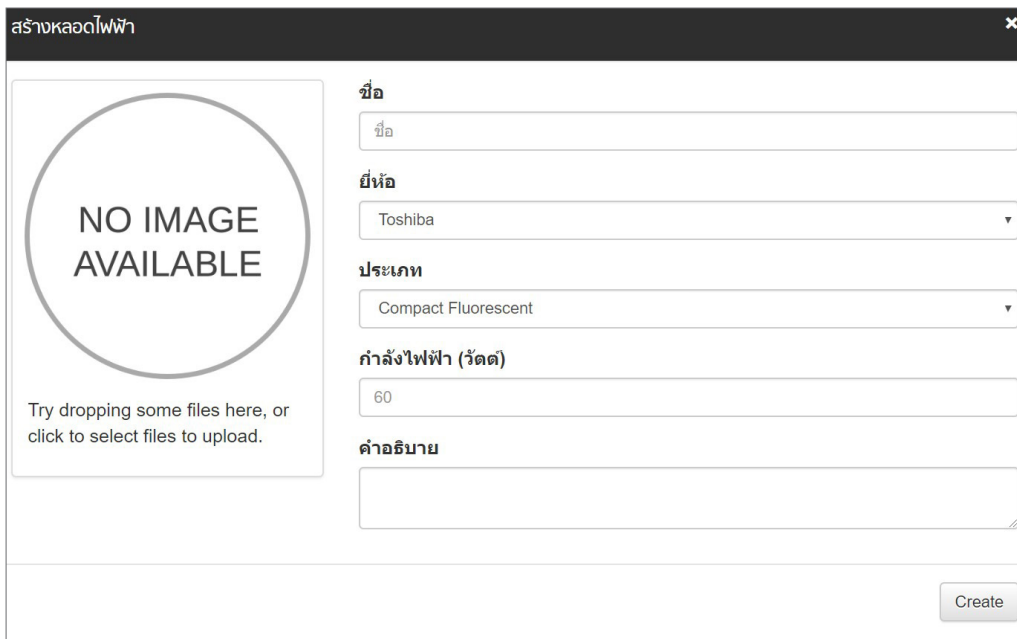 สร้างหลอดไฟฟ้า
NO IMAGE
AVAILABLE
Try dropping some files here, or
click to select files to upload.
ชื่อ
ชื่อ
ยี่ห้อ
Toshiba
ประเภท
Compact Fluorescent
กำลังไฟฟ้า (วัตต์)
60
คำอธิบาย
Create